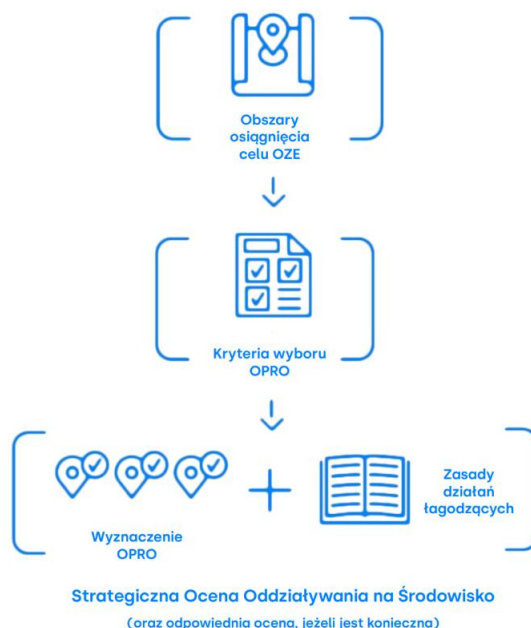 Obszary
osiągnięcia
celu OZE
Kryteria wyboru
OPRO
Wyznaczenie
OPRO
Zasady
działań
łagodzących
Strategiczna Ocena Oddziaływania na Środowisko
(oraz odpowiednia ocena, jeżeli jest konieczna)